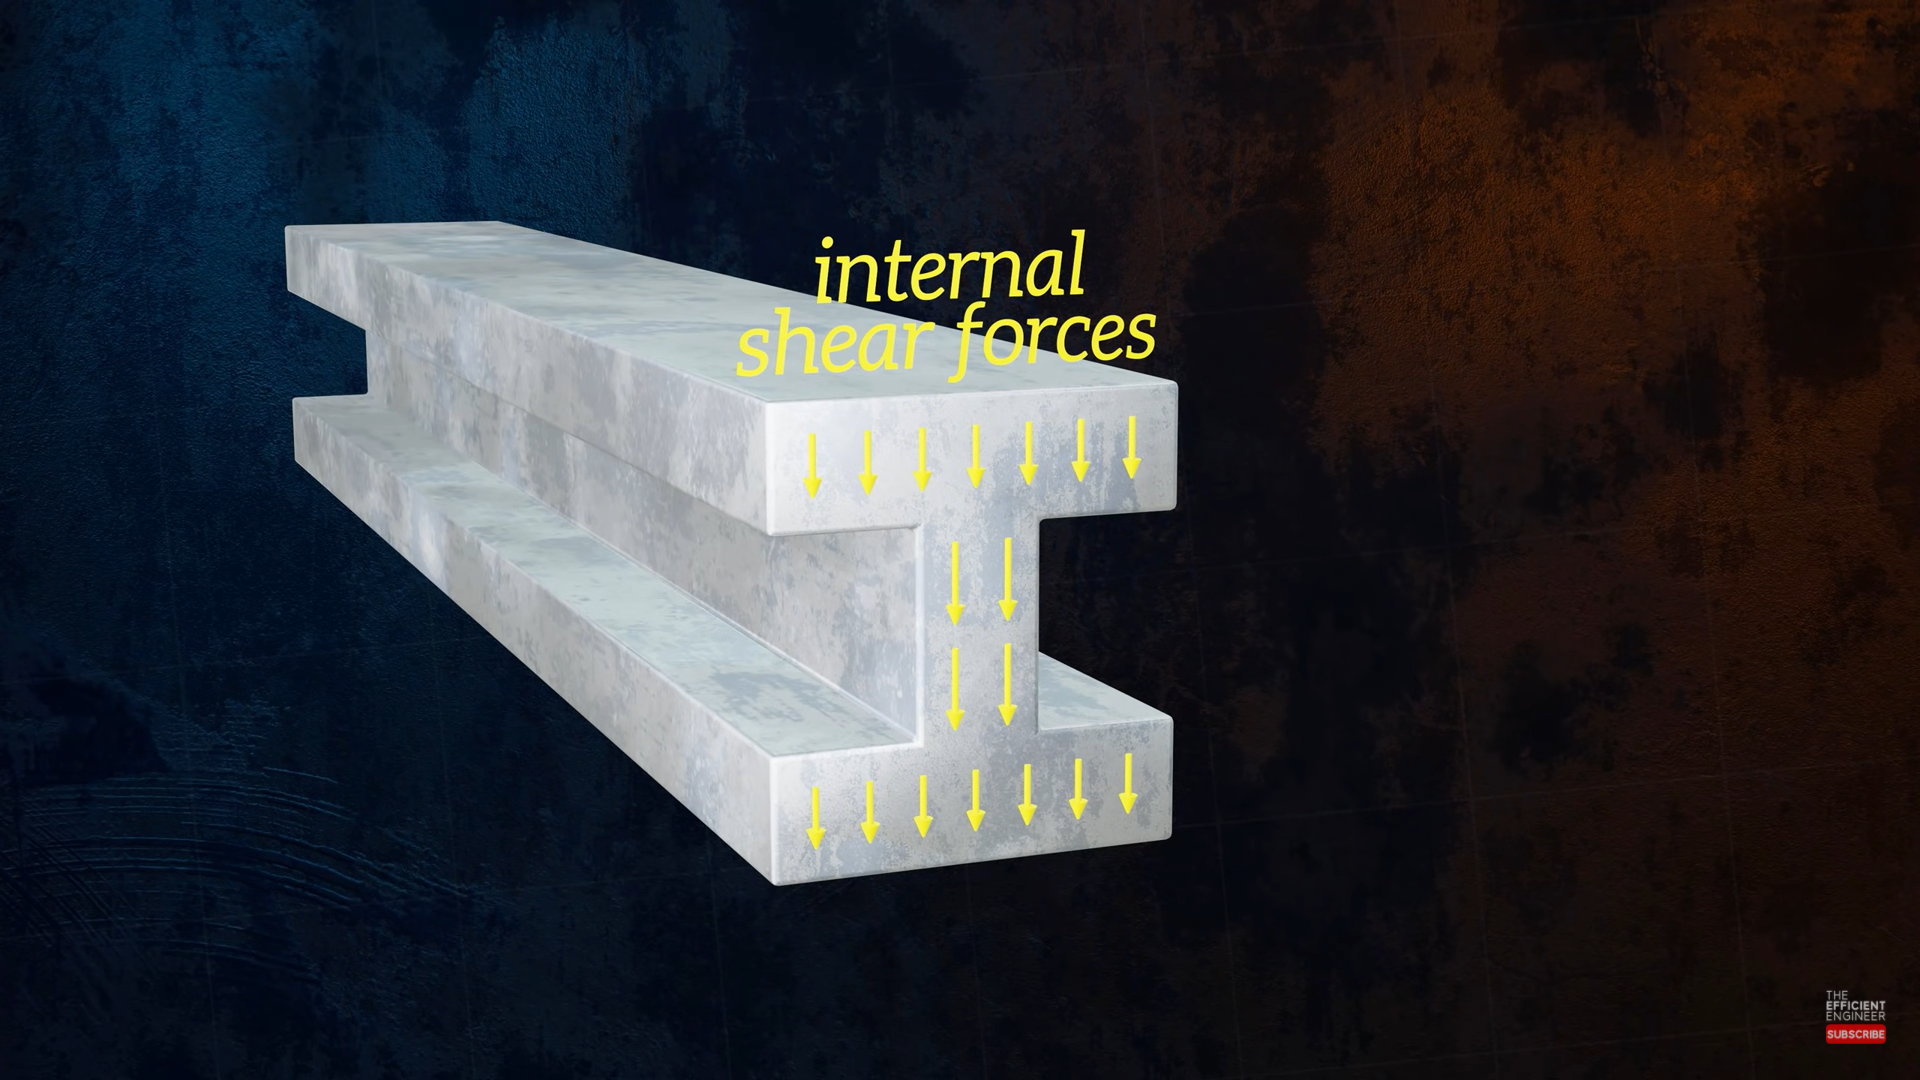 internal
shear forces
THE
EFFICIENT
ENGINEER
SUBSCRIBE